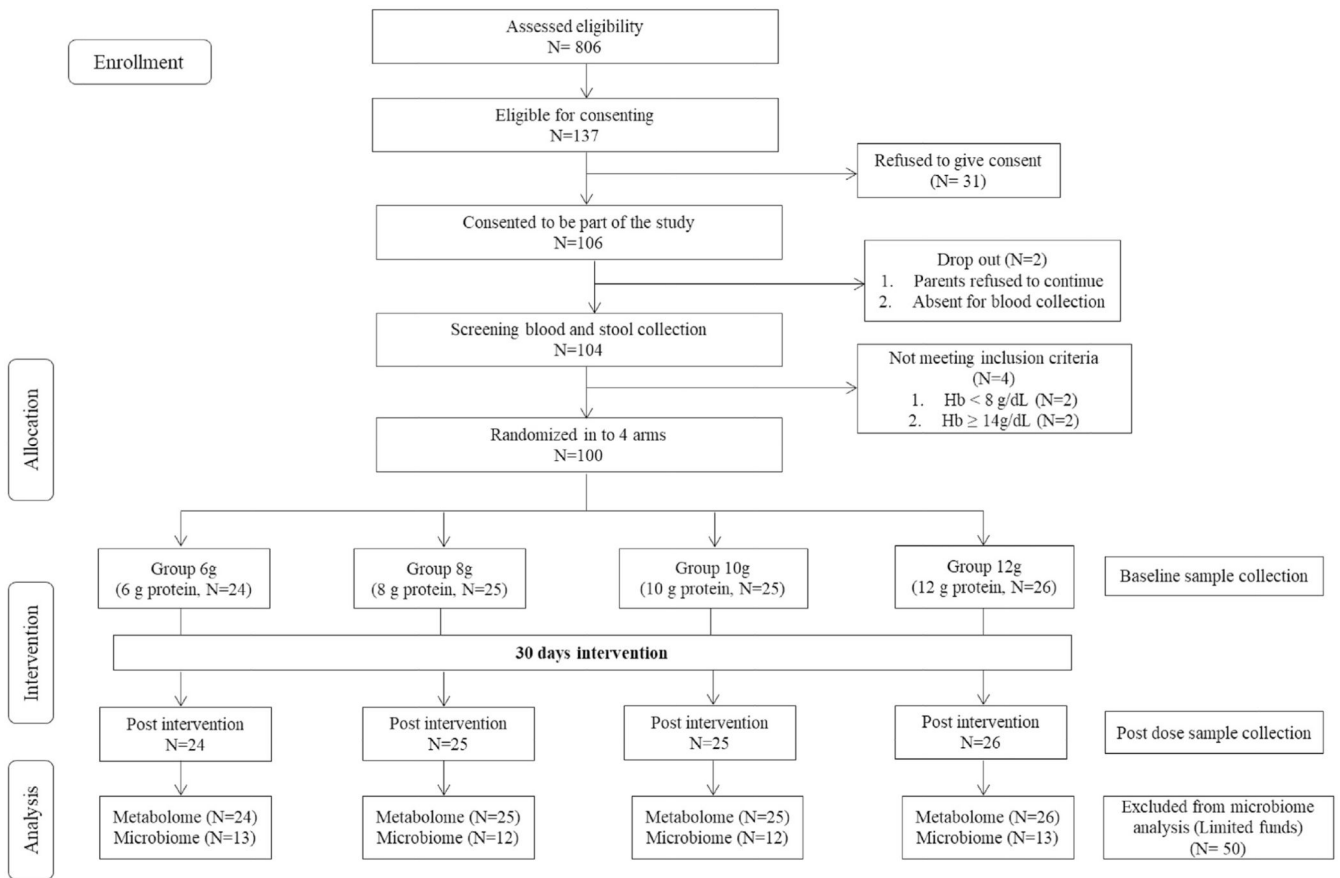 Enrollment
Assessed eligibility
N= 806
Eligible for consenting
N=137
Refused to give consent
(N= 31)
Consented to be part of the study
N=106
Drop out (N=2)
1. Parents refused to continue
2. Absent for blood collection
Screening blood and stool collection
N=104
Not meeting inclusion criteria
(N=4)
1. Hb < 8 g/dL (N=2)
2. Hb ≥ 14g/dL (N=2)
Allocation
Randomized in to 4 arms
N=100
Group 6g
(6 g protein, N=24)
Group 8g
(8 g protein, N=25)
Group 10g
(10 g protein, N=25)
Group 12g
(12 g protein, N=26)
Baseline sample collection
Intervention
30 days intervention
Post intervention
N=24
Post intervention
N=25
Post intervention
N=25
Post intervention
N=26
Post dose sample collection
Analysis
Metabolome (N=24)
Microbiome (N=13)
Metabolome (N=25)
Microbiome (N=12)
Metabolome (N=25)
Microbiome (N=12)
Metabolome (N=26)
Microbiome (N=13)
Excluded from microbiome
analysis (Limited funds)
(N= 50)